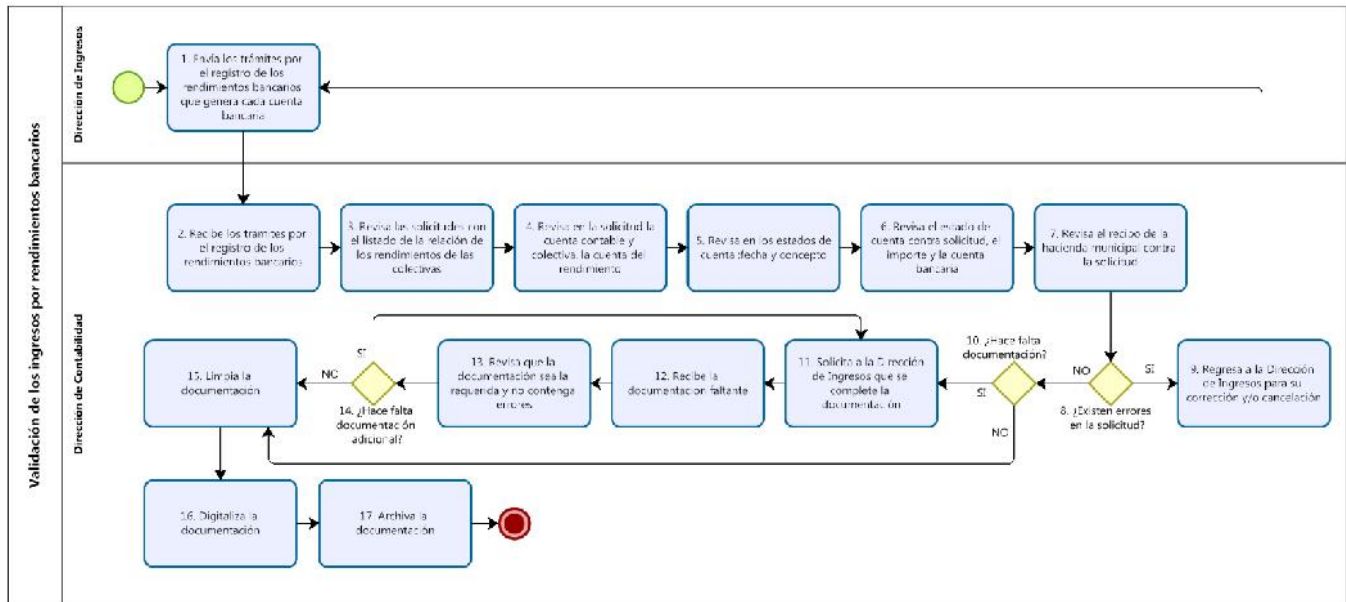 Validación de los ingresos por rendimientos bancarios
Dirección de Ingresos
1. Envía los trámites por
el registro de los
rendimientos bancarios
que genera cada cuenta
bancaria
Dirección de Contabilidad
2. Recibe los tramites por
el registro de los
rendimientos bancarios
3. Revisa las solicitudes con
el listado de la relación de
los rendimientos de las
colectivas
4. Revisa en la solicitud la
cuenta contable y
colectiva, la cuenta del
rendimiento
5. Revisa en los estados de
cuenta :fecha y concepto
6. Revisa el estado de
cuenta contra solicitud, el
importe y la cuenta
bancaria
7. Revisa el recibo de la
hacienda municipal contra
la solicitud
8. ¿Existen errores
en la solicitud?
SI
NO
9. Regresa a la Dirección
de Ingresos para su
corrección y/o cancelación
10. ¿Hace falta
documentación?
SI
NO
11. Solicita a la Dirección
de Ingresos que se
complete la
documentación
12. Recibe la
documentacion faltante
13. Revisa que la
documentación sea la
requerida y no contenga
errores
14. ¿Hace falta
documentación
adicional?
SI
NO
15. Limpia la
documentación
16. Digitaliza la
documentación
17. Archiva la
documentación